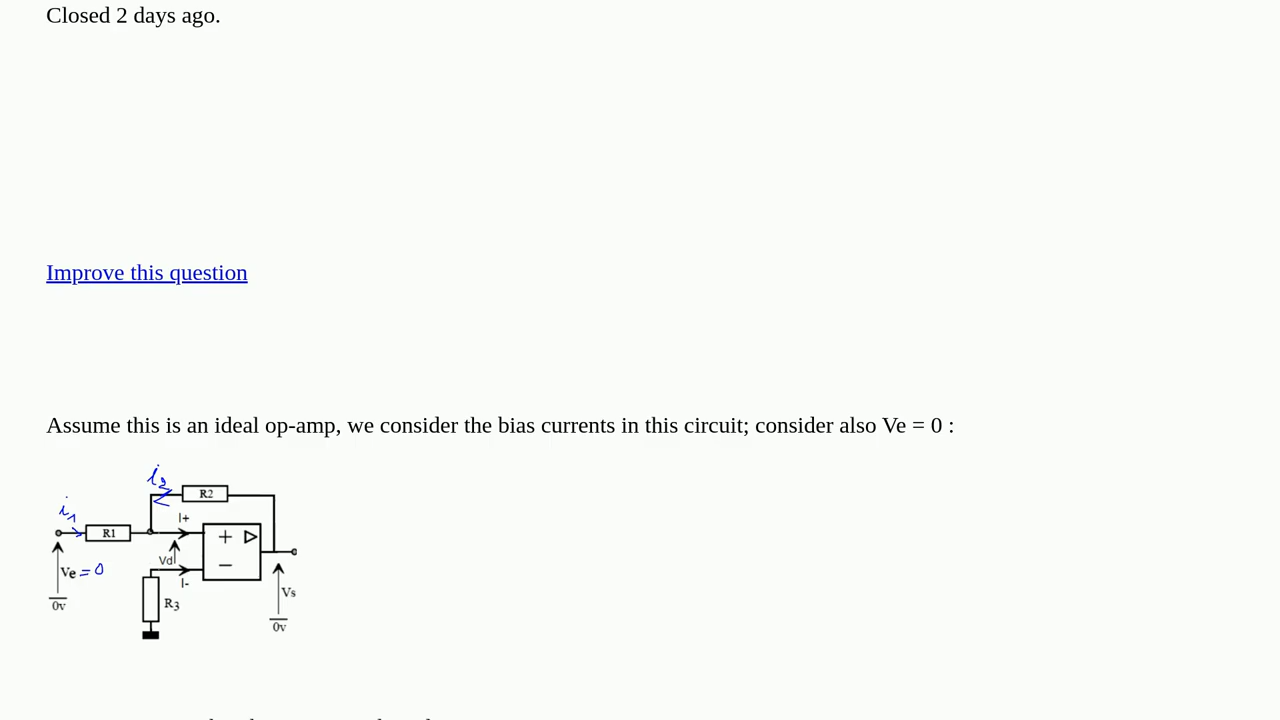 Closed 2 days ago.
Improve this question
Assume this is an ideal op-amp, we consider the bias currents in this circuit; consider also Ve = 0 :
i2
R2
i1
I+
R1
+
Vd
−
Ve = 0
I-
R3
Vs
0v
0v